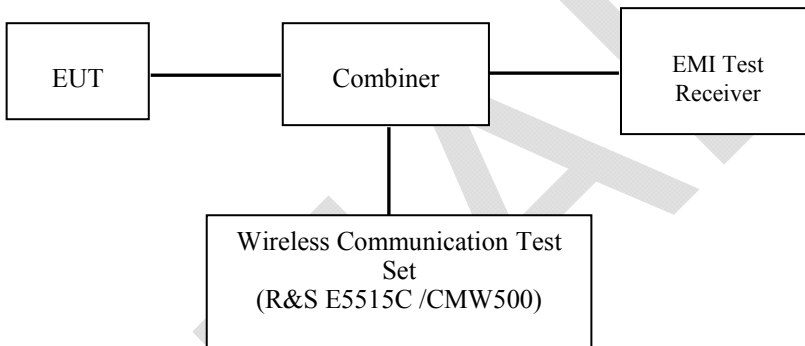 EUT
Combiner
EMI Test
Receiver
Wireless Communication Test
Set
(R&S E5515C /CMW500)